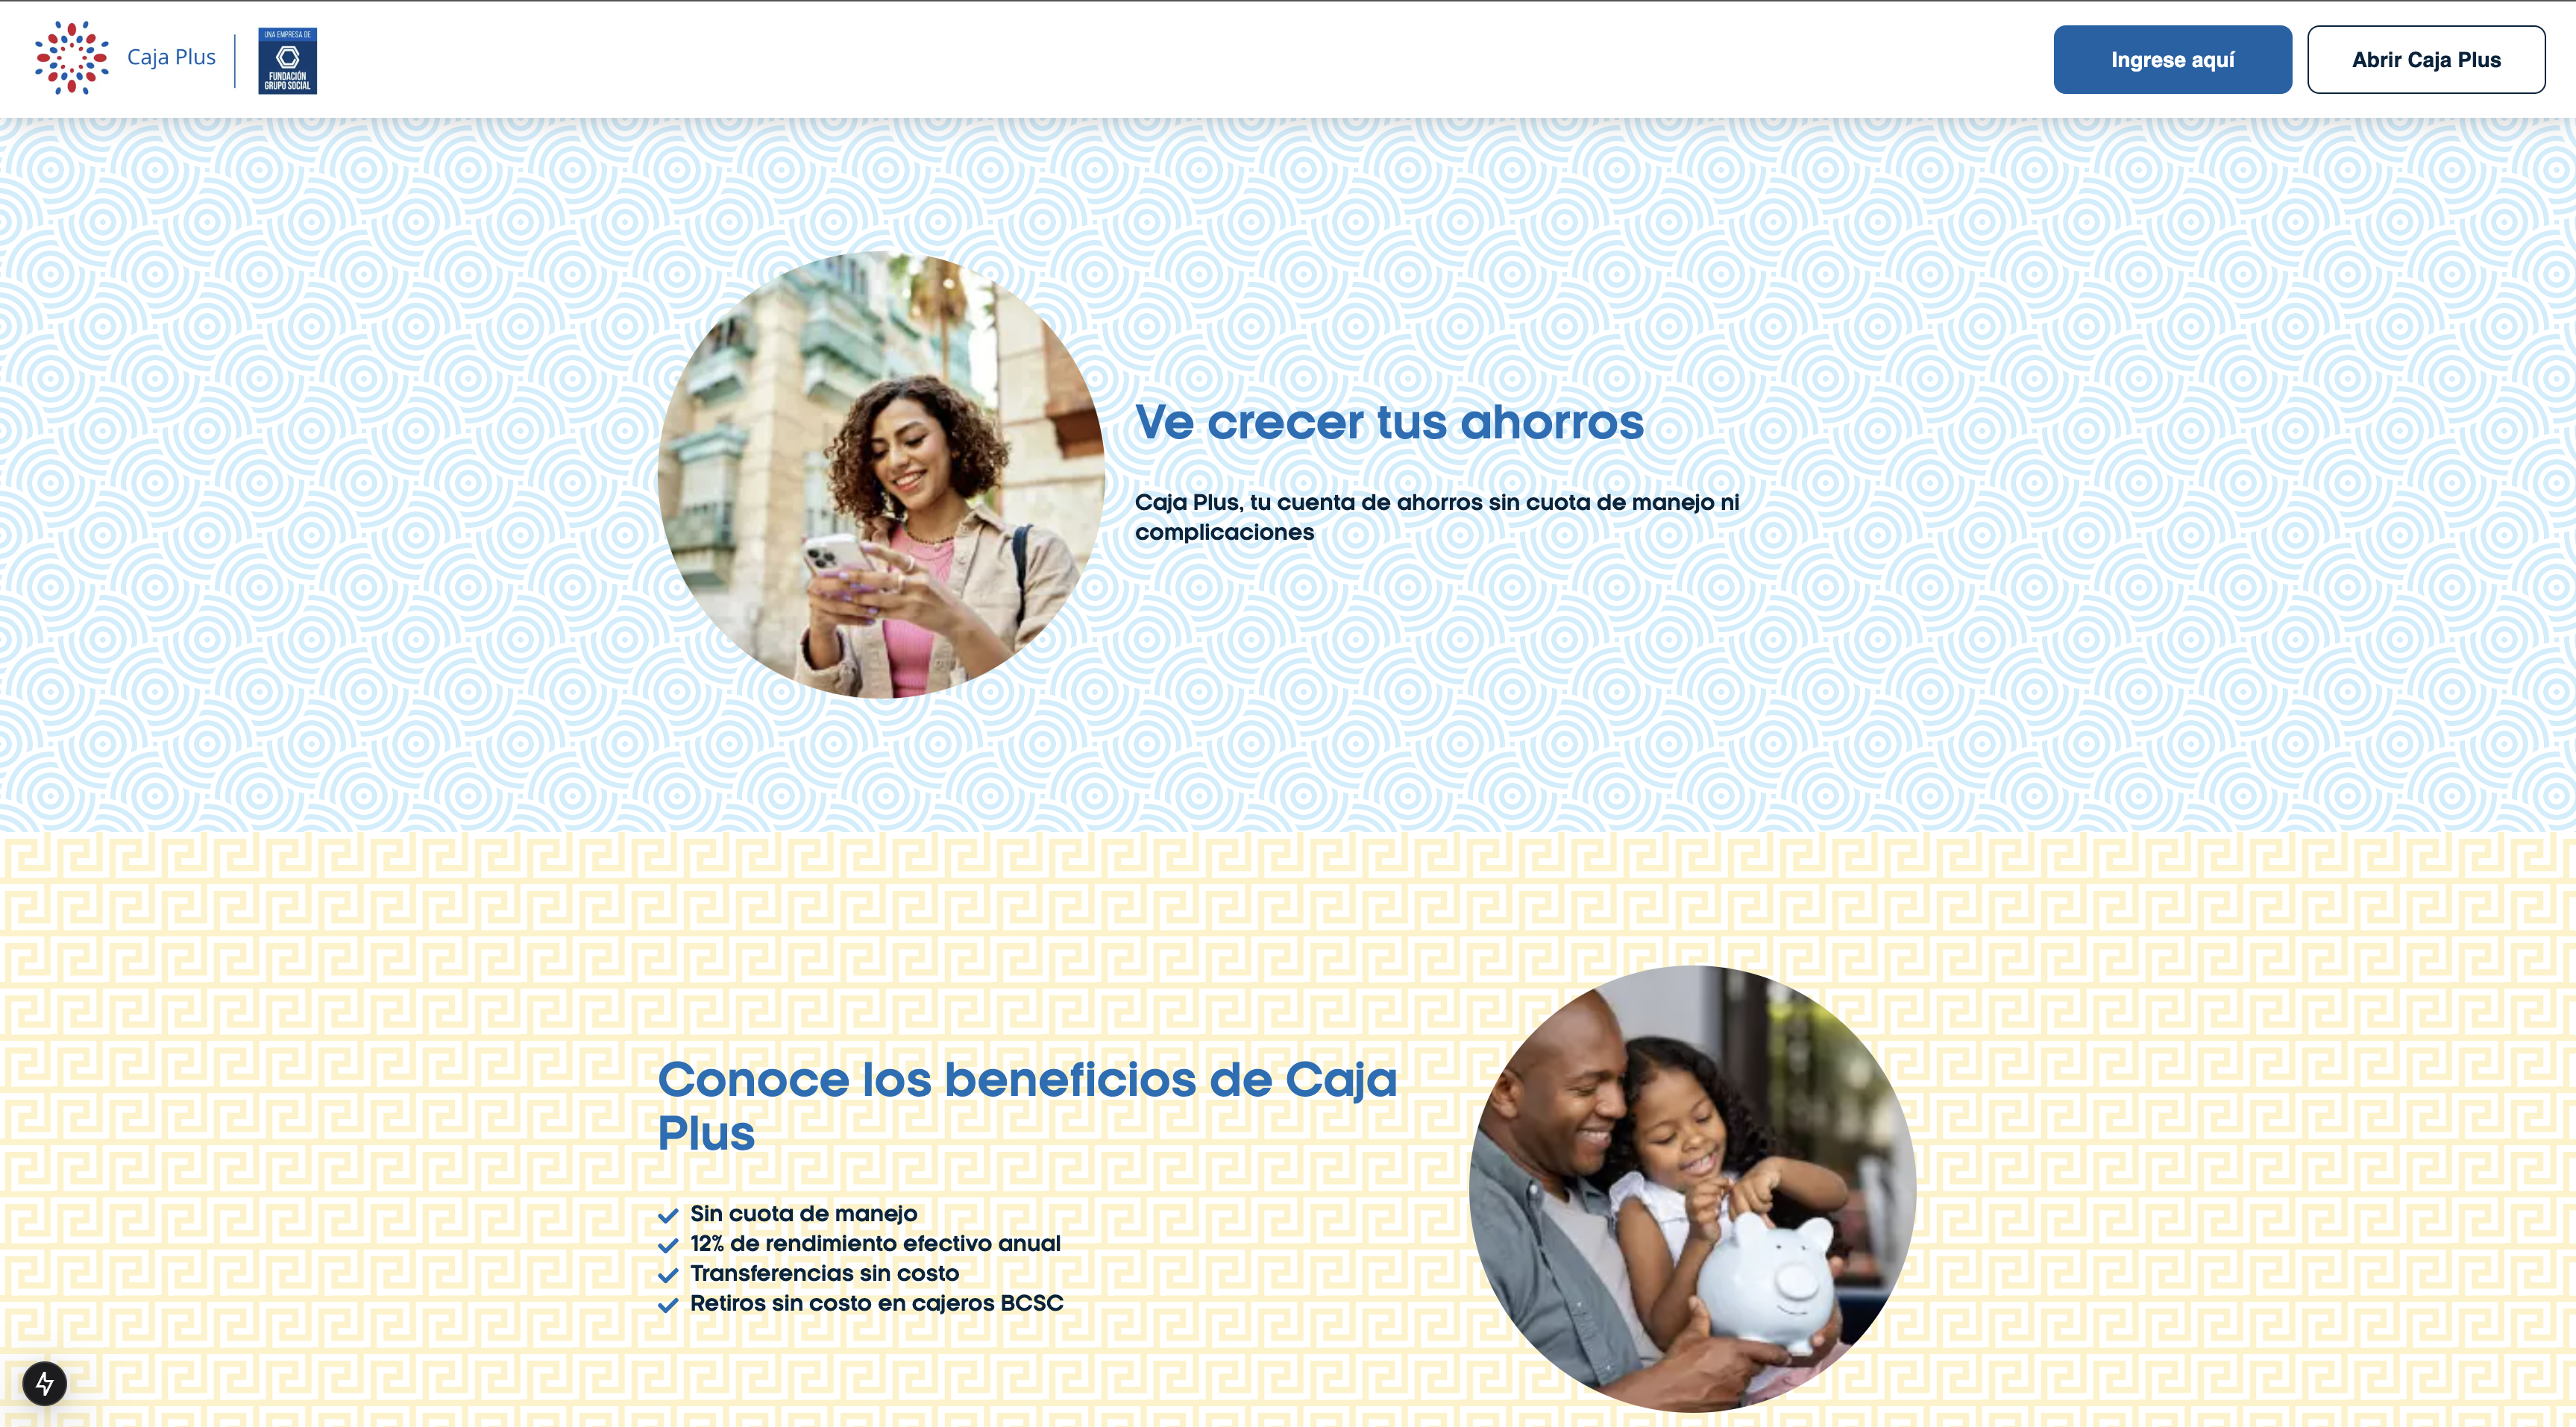 Caja Plus
UNA EMPRESA DE
FUNDACIÓN
GRUPO SOCIAL
Ingrese aquí
Abrir Caja Plus
Ve crecer tus ahorros
Caja Plus, tu cuenta de ahorros sin cuota de manejo ni
complicaciones
Conoce los beneficios de Caja
Plus
Sin cuota de manejo
12% de rendimiento efectivo anual
Transferencias sin costo
Retiros sin costo en cajeros BCSC